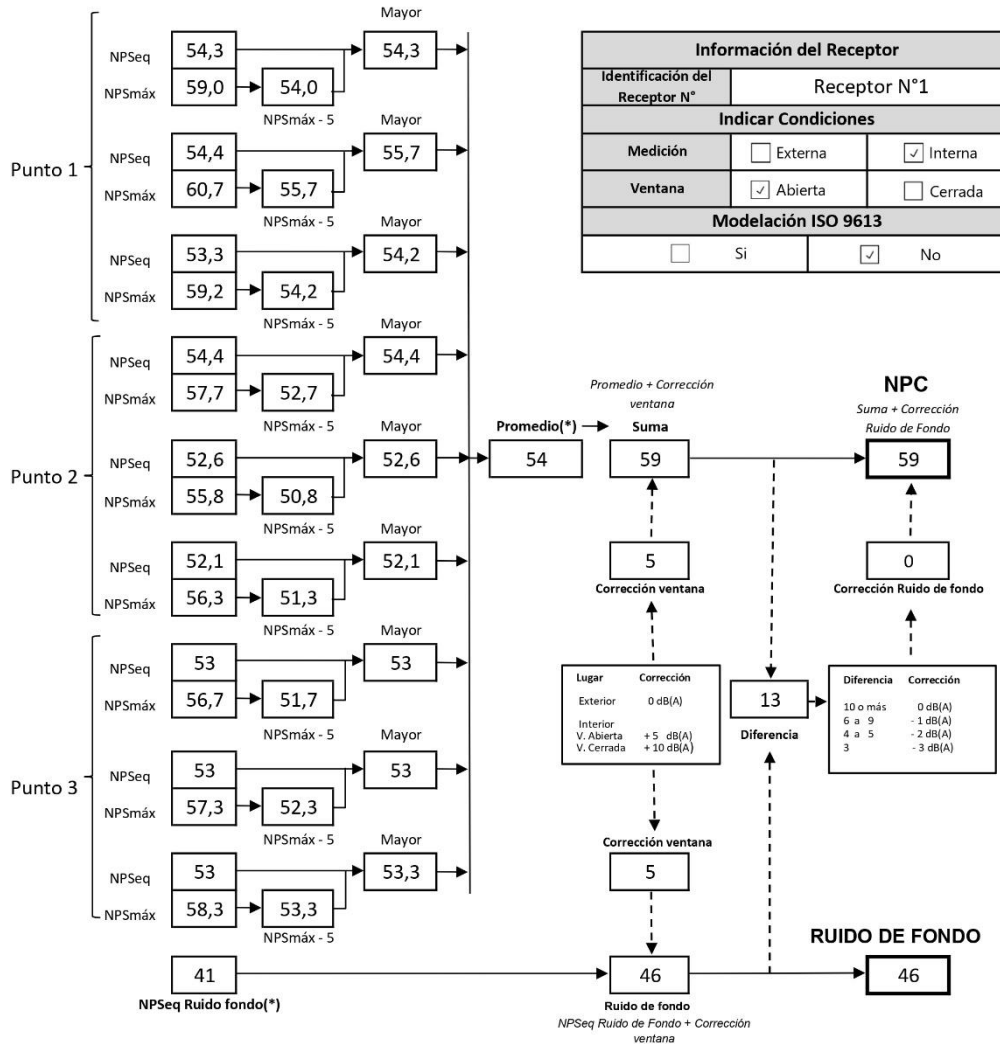 Mayor
NPSeq 54,3 54,3
NPSmáx 59,0 54,0
NPSmáx - 5
Mayor
Punto 1
NPSeq 54,4 55,7
NPSmáx 60,7 55,7
NPSmáx - 5
Mayor
NPSeq 53,3 54,2
NPSmáx 59,2 54,2
NPSmáx - 5
Mayor
NPSeq 54,4 54,4
NPSmáx 57,7 52,7
NPSmáx - 5
Mayor
Punto 2
NPSeq 52,6 52,6
NPSmáx 55,8 50,8
NPSmáx - 5
Mayor
NPSeq 52,1 52,1
NPSmáx 56,3 51,3
NPSmáx - 5
Mayor
NPSeq 53 53
NPSmáx 56,7 51,7
NPSmáx - 5
Mayor
Punto 3
NPSeq 53 53
NPSmáx 57,3 52,3
NPSmáx - 5
Mayor
NPSeq 53 53,3
NPSmáx 58,3 53,3
NPSmáx - 5
41
NPSeq Ruido fondo(*)
Información del Receptor
Identificación del
Receptor N°
Receptor N°1
Indicar Condiciones
Medición Externa ✓ Interna
Ventana ✓ Abierta Cerrada
Modelación ISO 9613
Si ✓ No
Promedio(*)
54
Promedio + Corrección
ventana
Suma
59
NPC
Suma + Corrección
Ruido de Fondo
59
5
Corrección ventana
0
Corrección Ruido de fondo
Lugar Corrección
Exterior 0 dB(A)
Interior
V. Abierta + 5 dB(A)
V. Cerrada + 10 dB(A)
13
Diferencia
Diferencia Corrección
10 o más 0 dB(A)
6 a 9 - 1 dB(A)
4 a 5 - 2 dB(A)
3 - 3 dB(A)
Corrección ventana
5
46
Ruido de fondo
NPSeq Ruido de Fondo + Corrección
ventana
RUIDO DE FONDO
46